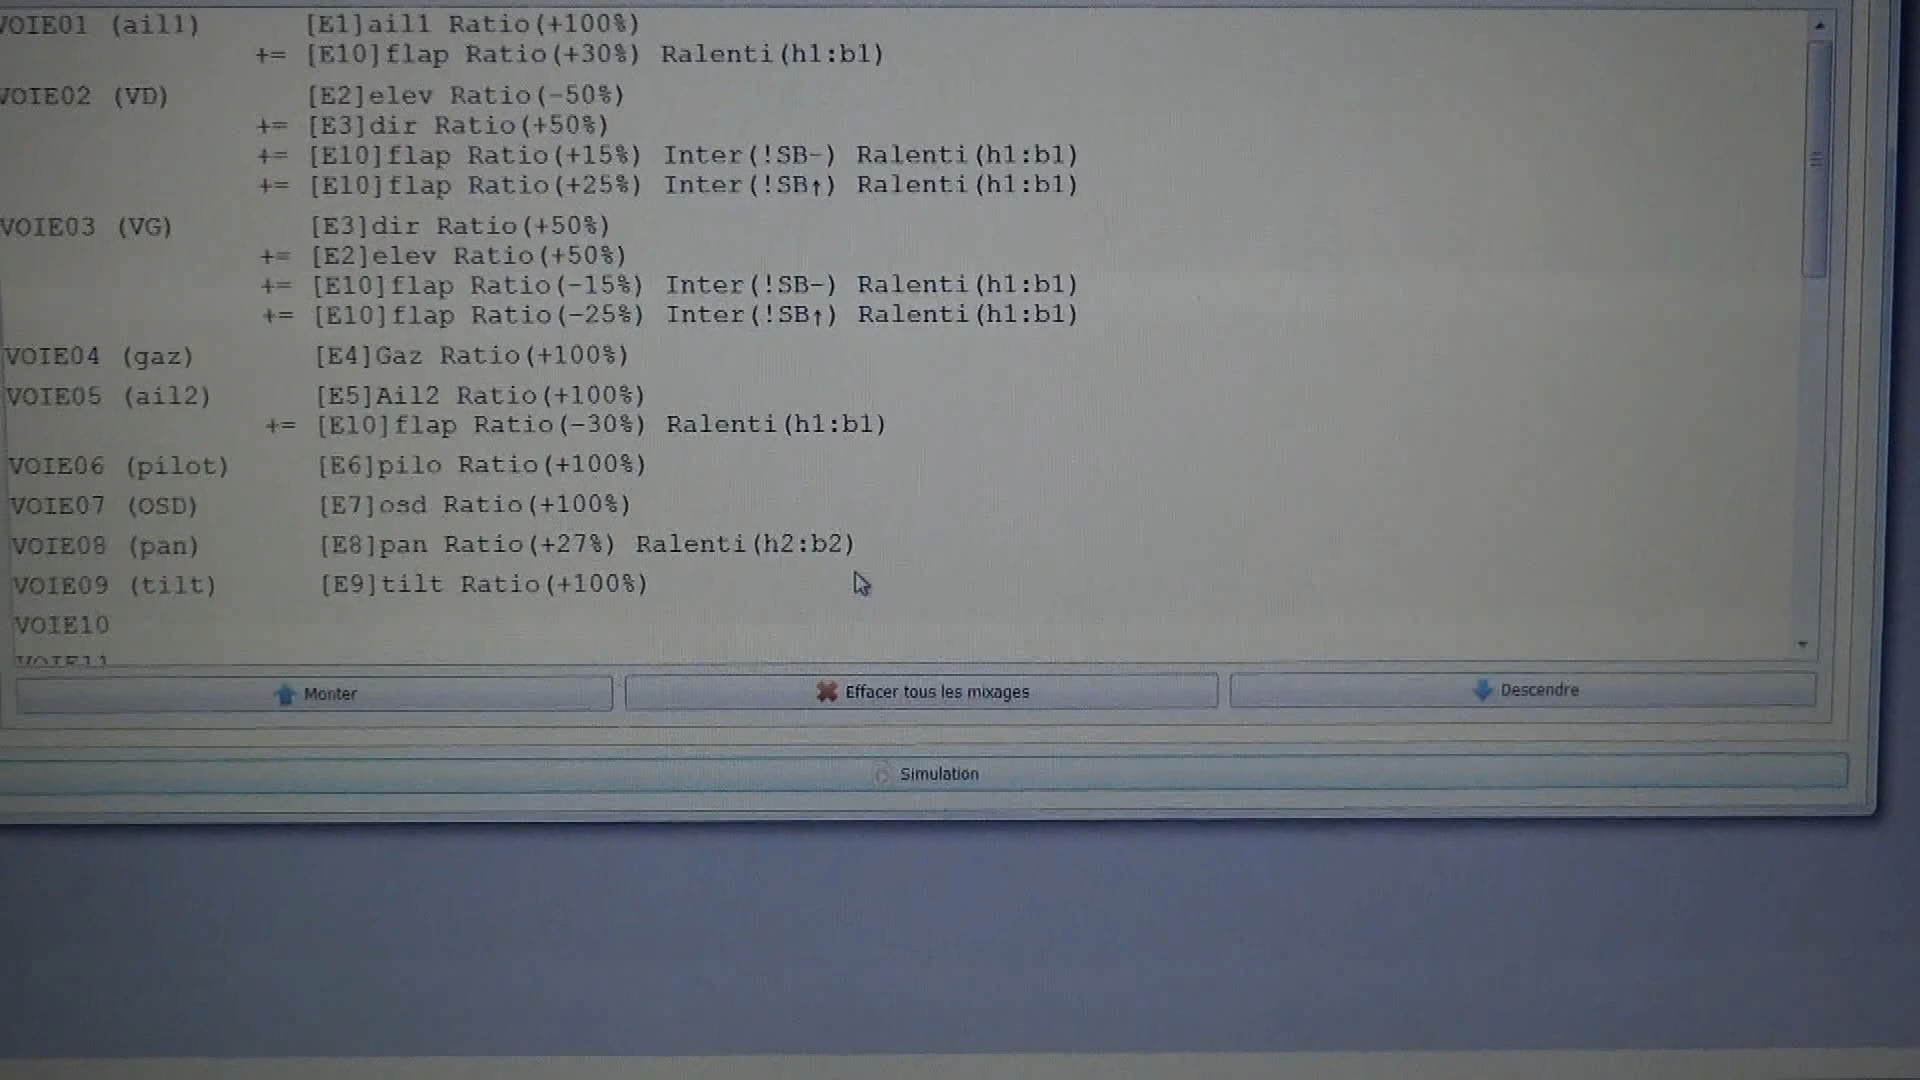 VOIE01 (ail1) [E1]ail1 Ratio(+100%)
+= [E10]flap Ratio(+30%) Ralenti(h1:b1)
VOIE02 (VD) [E2]elev Ratio(-50%)
+= [E3]dir Ratio(+50%)
+= [E10]flap Ratio(+15%) Inter(!SB-) Ralenti(h1:b1)
+= [E10]flap Ratio(+25%) Inter(!SB↑) Ralenti(h1:b1)
VOIE03 (VG) [E3]dir Ratio(+50%)
+= [E2]elev Ratio(+50%)
+= [E10]flap Ratio(-15%) Inter(!SB-) Ralenti(h1:b1)
+= [E10]flap Ratio(-25%) Inter(!SB↑) Ralenti(h1:b1)
VOIE04 (gaz) [E4]Gaz Ratio(+100%)
VOIE05 (ail2) [E5]Ail2 Ratio(+100%)
+= [E10]flap Ratio(-30%) Ralenti(h1:b1)
VOIE06 (pilot) [E6]pilo Ratio(+100%)
VOIE07 (OSD) [E7]osd Ratio(+100%)
VOIE08 (pan) [E8]pan Ratio(+27%) Ralenti(h2:b2)
VOIE09 (tilt) [E9]tilt Ratio(+100%)
VOIE10
VOIE11
Monter Effacer tous les mixages Descendre
Simulation